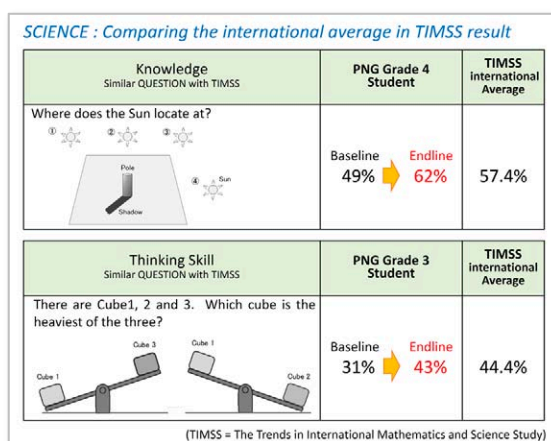 SCIENCE : Comparing the international average in TIMSS result
Knowledge
Similar QUESTION with TIMSS
PNG Grade 4
Student
TIMSS
international
Average
Where does the Sun locate at?
① ② ③
Pole
Shadow
④ Sun
Baseline
49%
Endline
62%
57.4%
Thinking Skill
Similar QUESTION with TIMSS
PNG Grade 3
Student
TIMSS
international
Average
There are Cube1, 2 and 3. Which cube is the
heaviest of the three?
Cube 1
Cube 3
Cube 1
Cube 2
Baseline
31%
Endline
43%
44.4%
(TIMSS = The Trends in International Mathematics and Science Study)